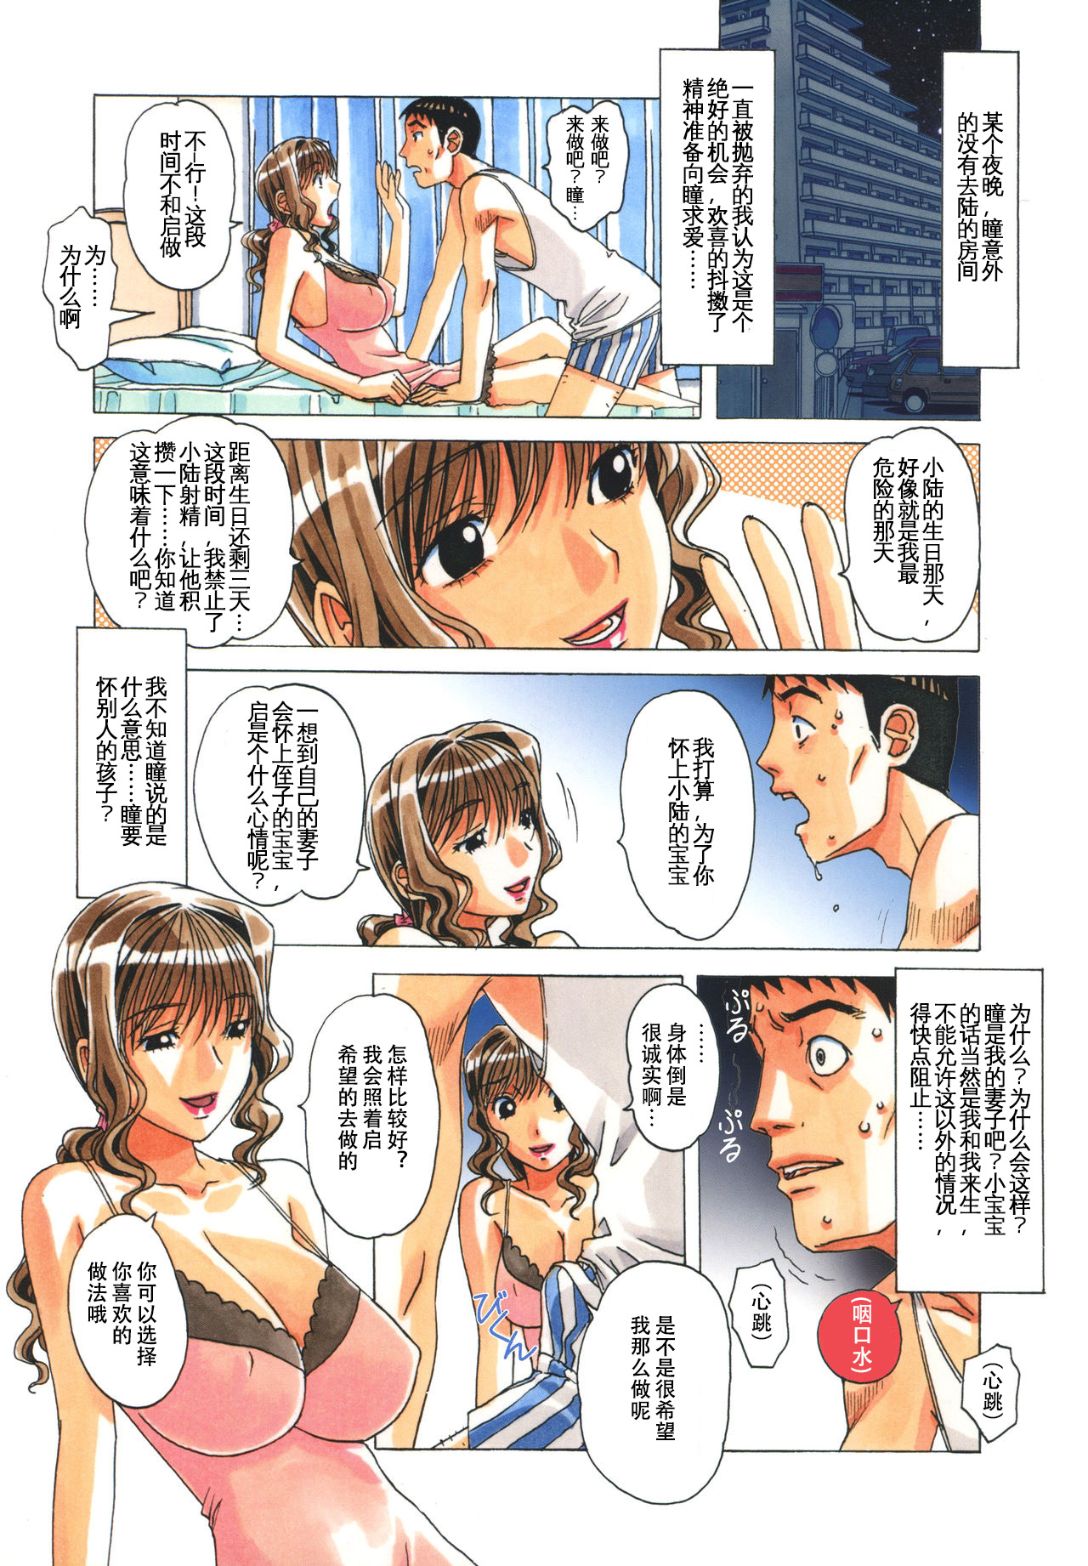 某个夜晚,瞳意外
的没有去陆的房间
一直被抛弃的我认为这是个
绝好的机会,欢喜的抖擞了
精神准备向瞳求爱……
来做吧？
来做吧？瞳…
不—行—！这段
时间不和启做
为……
为什么啊
小陆的生日那天,
好像就是我最
危险的那天
距离生日还剩三天…
这段时间,我禁止了
小陆射精,让他积
攒一下……你知道
这意味着什么吧？
我打算,为了你
怀上小陆的宝宝
一想到自己的妻子
会怀上侄子的宝宝,
启是个什么心情呢？
我不知道瞳说的是
什么意思……瞳要
怀别人的孩子？
为什么？为什么会这样？
瞳是我的妻子吧？小宝宝
的话当然是我和我来生,
不能允许这以外的情况,
得快点阻止……
ぷる
ぷる
(心跳)
(咽口水)
(心跳)
……
身体倒是
很诚实啊…
びくん
是不是很希望
我那么做呢
怎样比较好?
我会照着启
希望的去做的
你可以选择
你喜欢的
做法哦